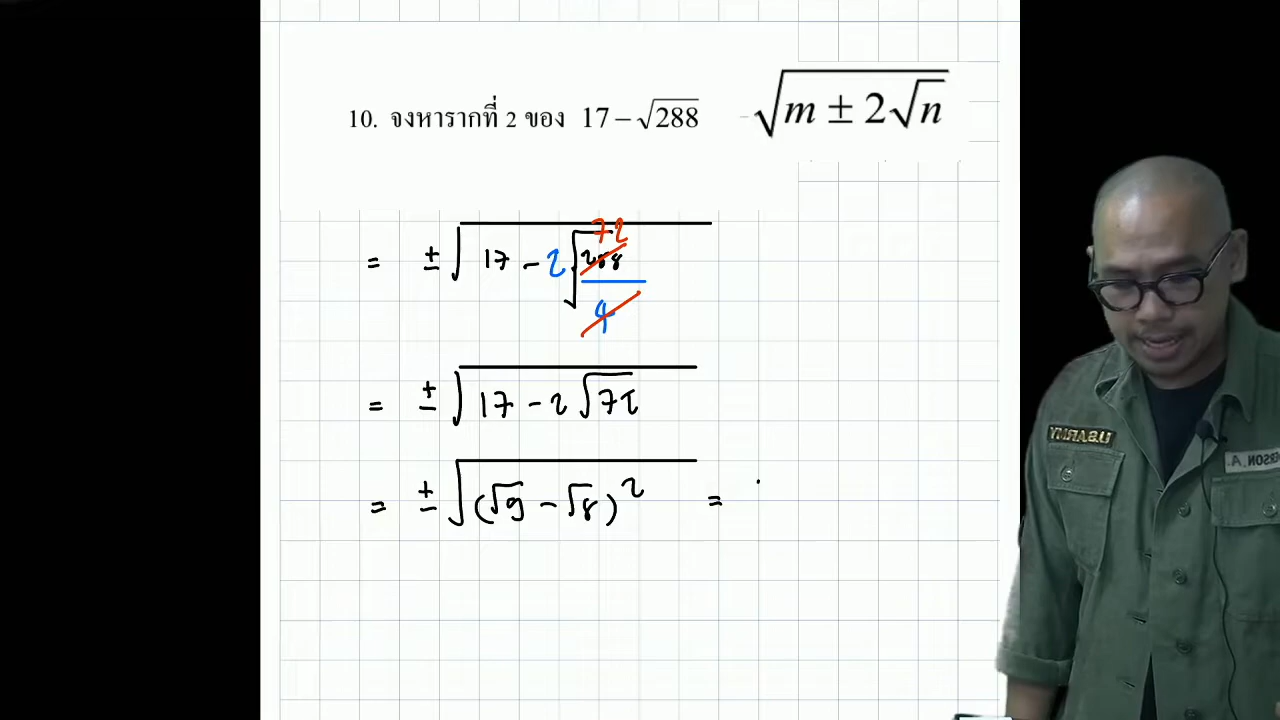 10. จงหารากที่ 2 ของ 17 − √288
√(m ± 2√n)
= ± √(17 − 2√(288/4)) 72
= ± √(17 − 2√72)
= ± √((√9 − √8)²) =
U.S.ARMY